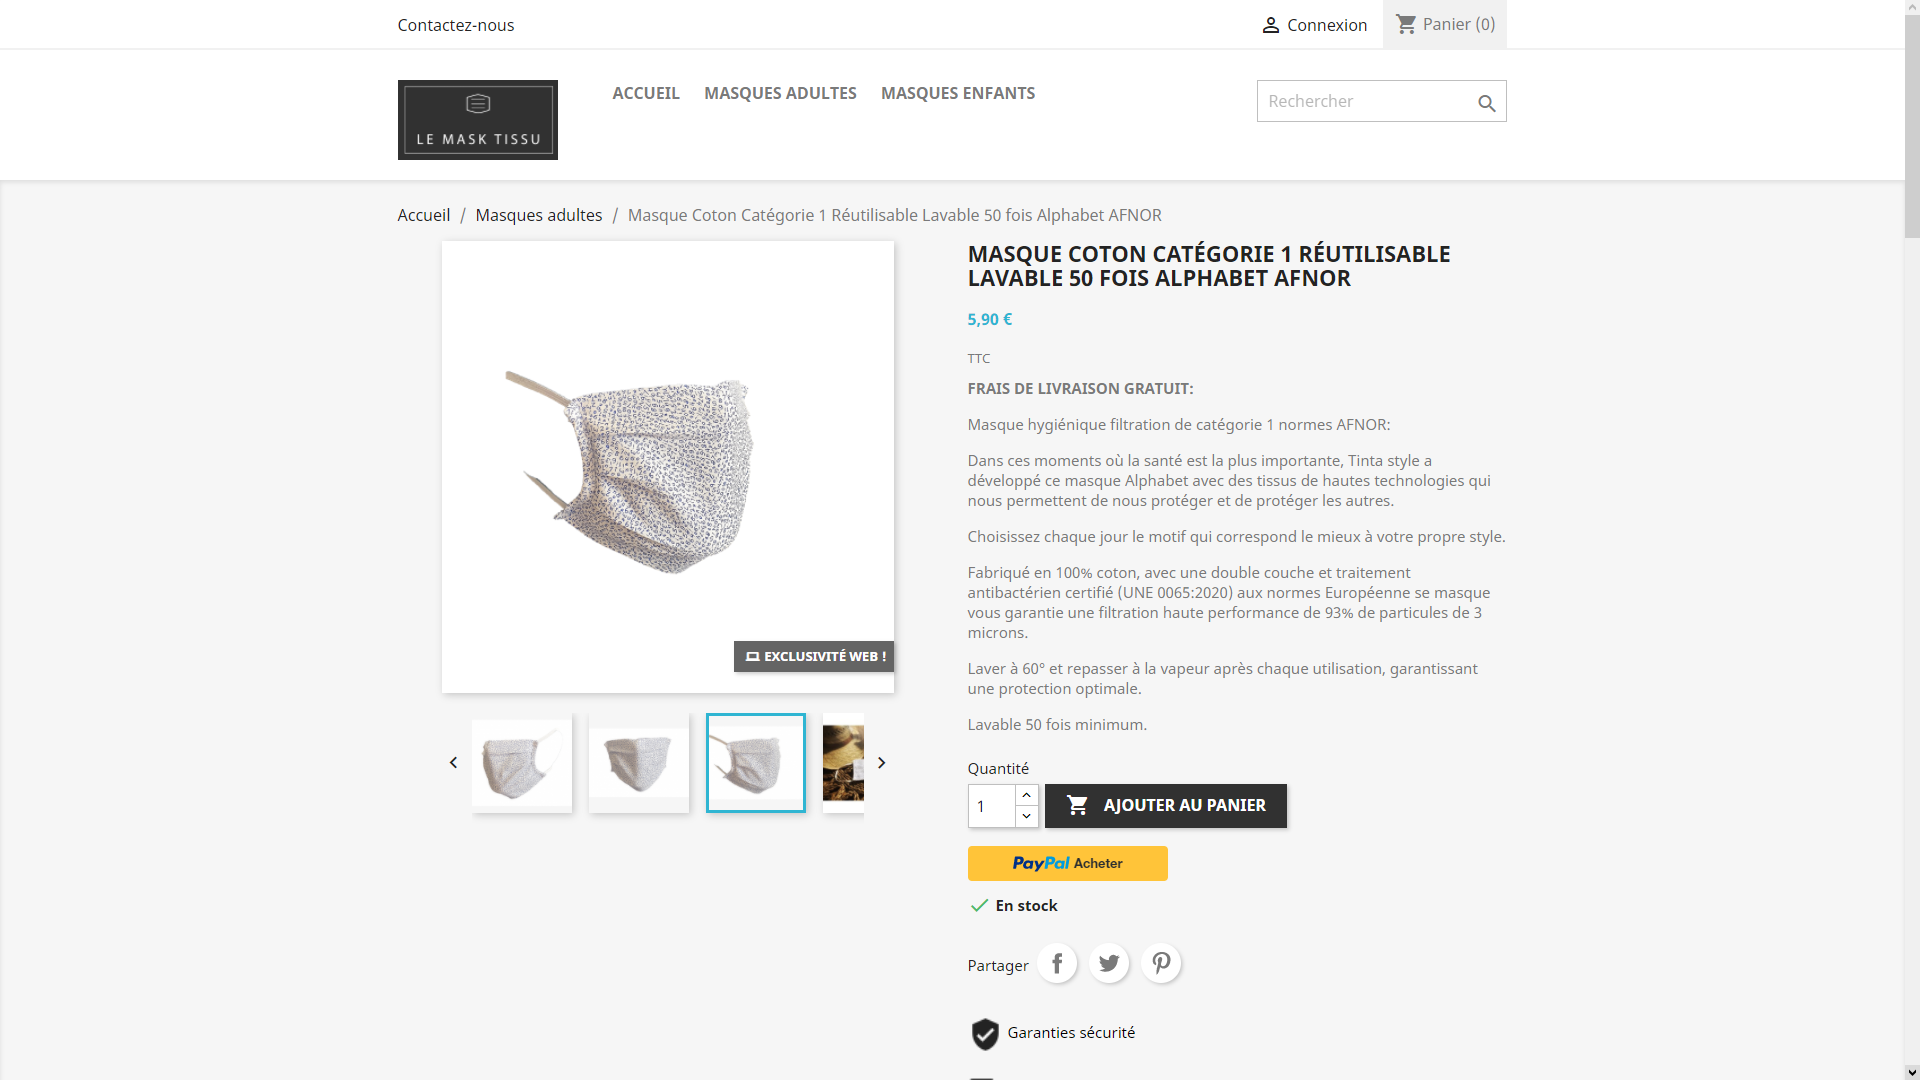 Contactez-nous
Connexion
Panier (0)
LE MASK TISSU
ACCUEIL
MASQUES ADULTES
MASQUES ENFANTS
Rechercher
Accueil / Masques adultes / Masque Coton Catégorie 1 Réutilisable Lavable 50 fois Alphabet AFNOR
MASQUE COTON CATÉGORIE 1 RÉUTILISABLE
LAVABLE 50 FOIS ALPHABET AFNOR
5,90 €
TTC
FRAIS DE LIVRAISON GRATUIT:
Masque hygiénique filtration de catégorie 1 normes AFNOR:
Dans ces moments où la santé est la plus importante, Tinta style a
développé ce masque Alphabet avec des tissus de hautes technologies qui
nous permettent de nous protéger et de protéger les autres.
Choisissez chaque jour le motif qui correspond le mieux à votre propre style.
Fabriqué en 100% coton, avec une double couche et traitement
antibactérien certifié (UNE 0065:2020) aux normes Européenne se masque
vous garantie une filtration haute performance de 93% de particules de 3
microns.
Laver à 60° et repasser à la vapeur après chaque utilisation, garantissant
une protection optimale.
Lavable 50 fois minimum.
EXCLUSIVITÉ WEB !
Quantité
1
AJOUTER AU PANIER
PayPal Acheter
En stock
Partager
Garanties sécurité